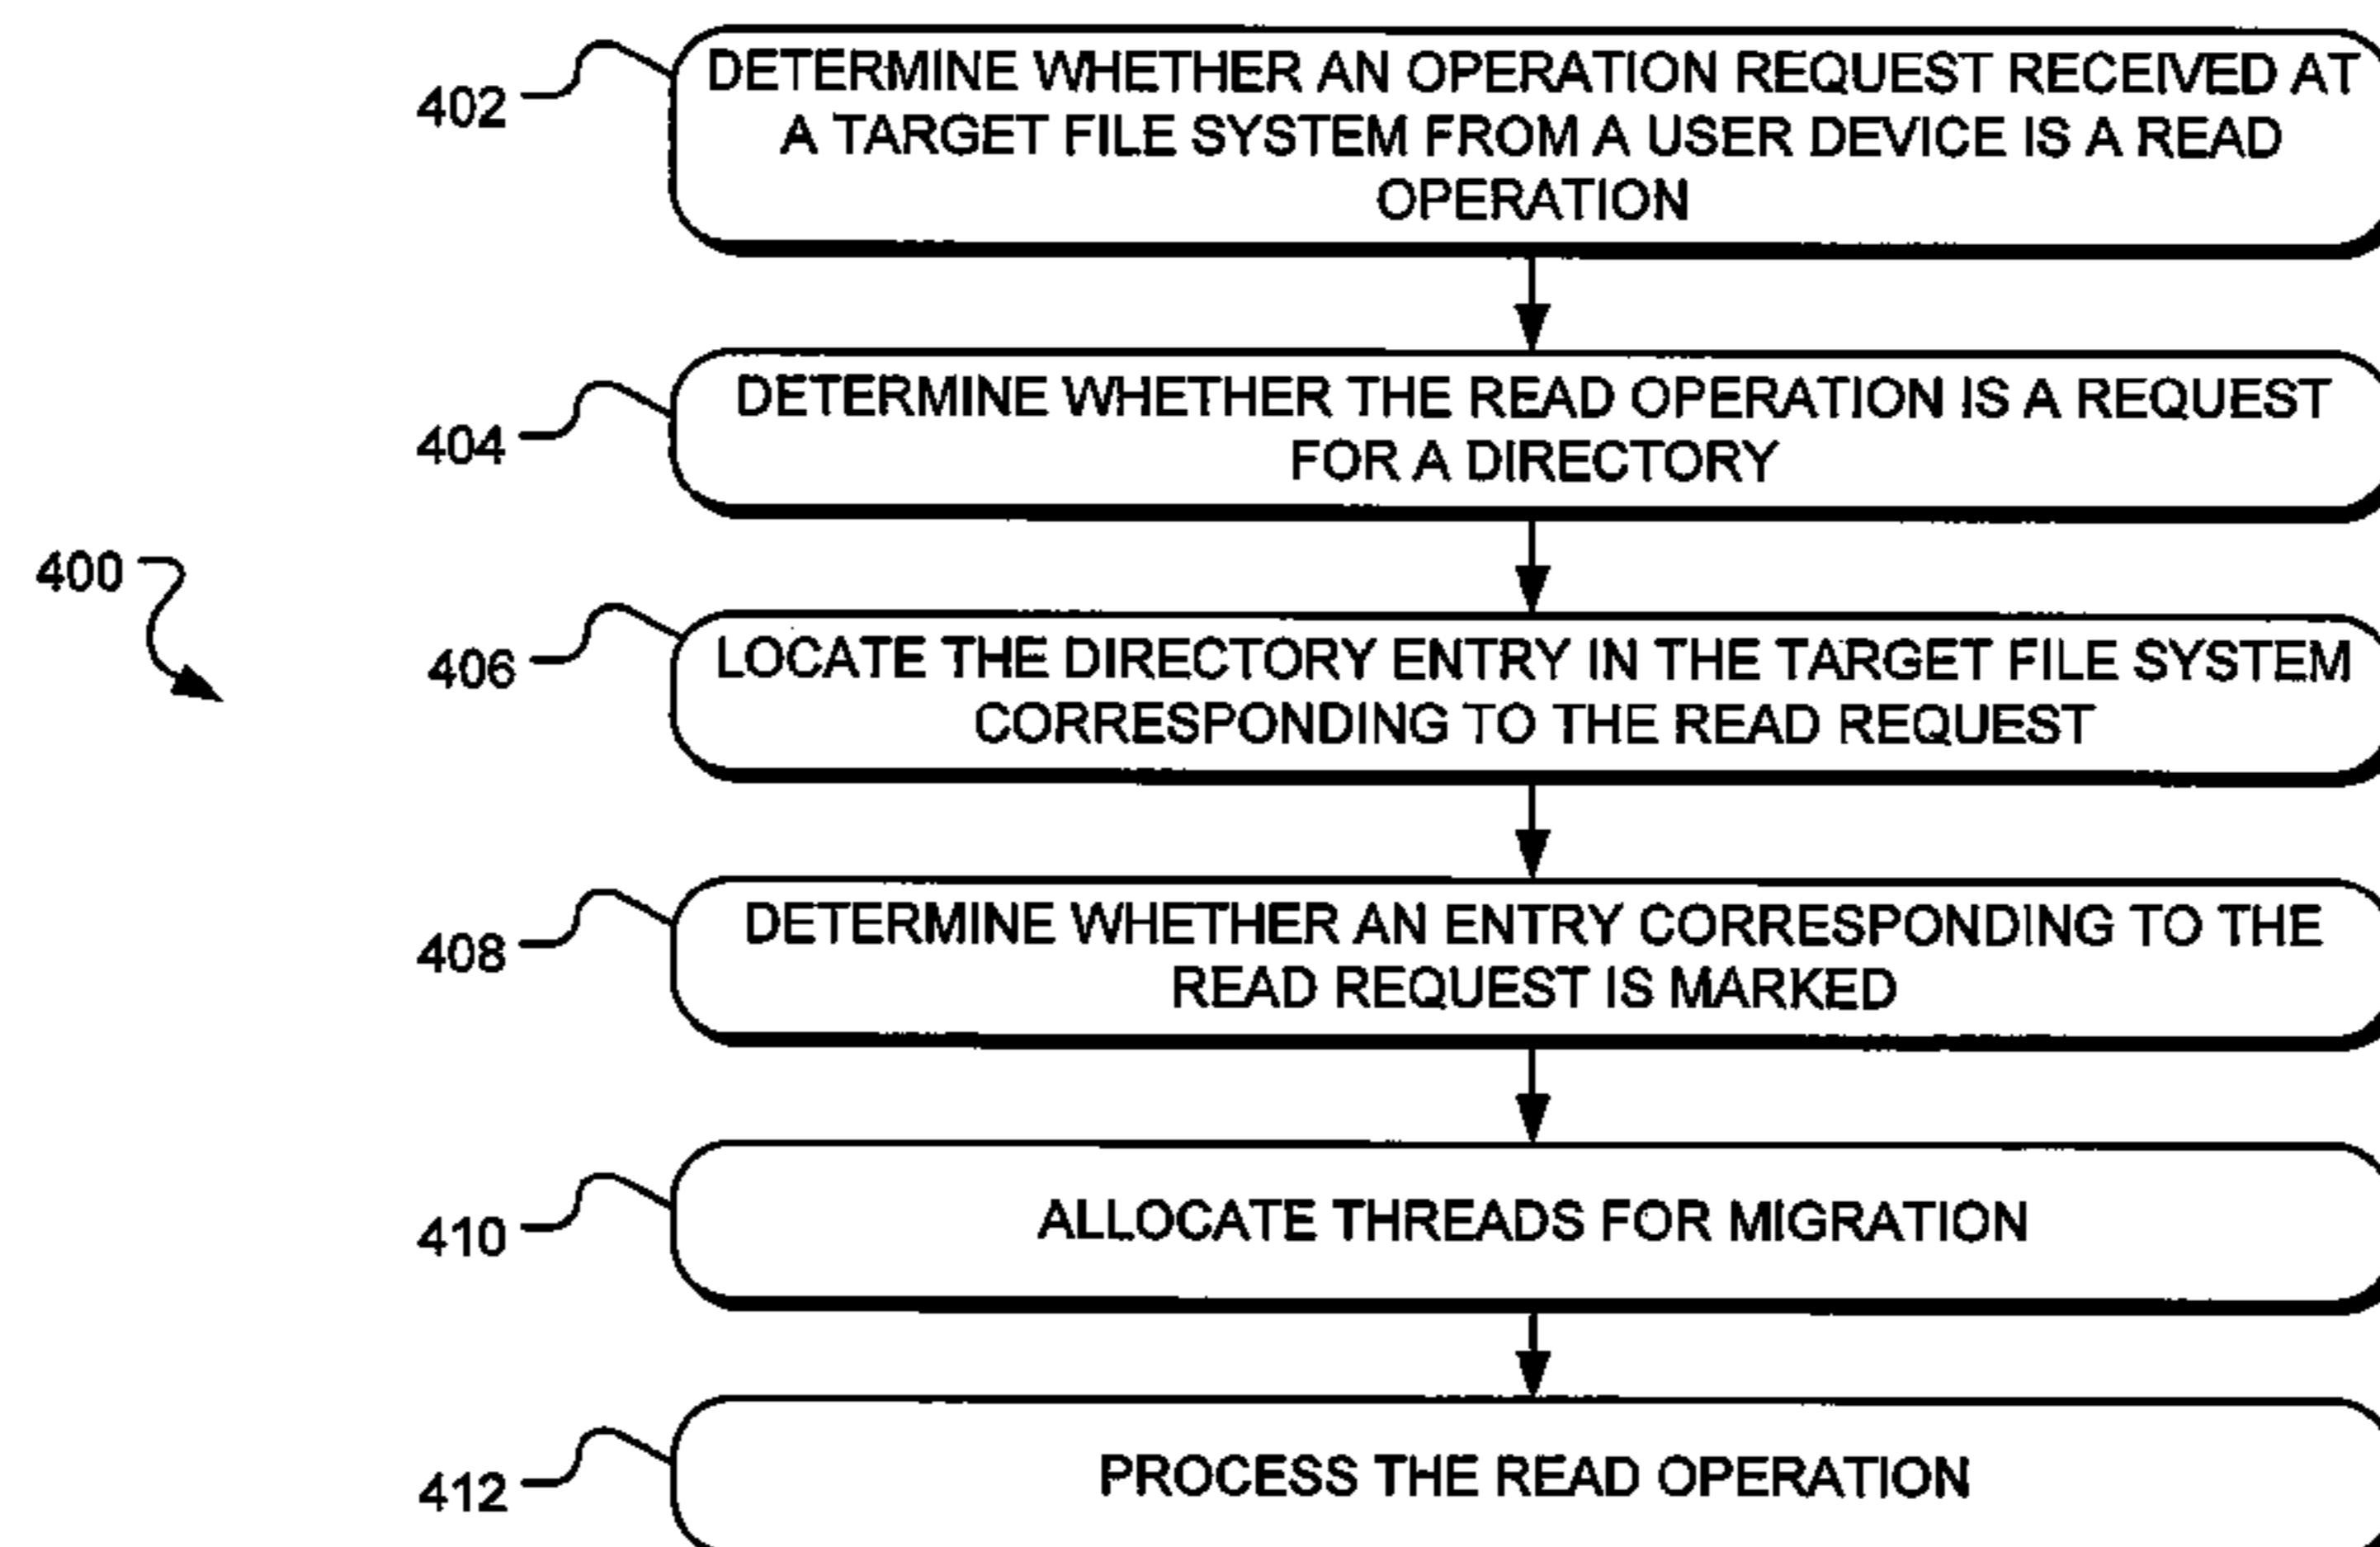 402
DETERMINE WHETHER AN OPERATION REQUEST RECEIVED AT
A TARGET FILE SYSTEM FROM A USER DEVICE IS A READ
OPERATION
404
DETERMINE WHETHER THE READ OPERATION IS A REQUEST
FOR A DIRECTORY
400
406
LOCATE THE DIRECTORY ENTRY IN THE TARGET FILE SYSTEM
CORRESPONDING TO THE READ REQUEST
408
DETERMINE WHETHER AN ENTRY CORRESPONDING TO THE
READ REQUEST IS MARKED
410
ALLOCATE THREADS FOR MIGRATION
412
PROCESS THE READ OPERATION